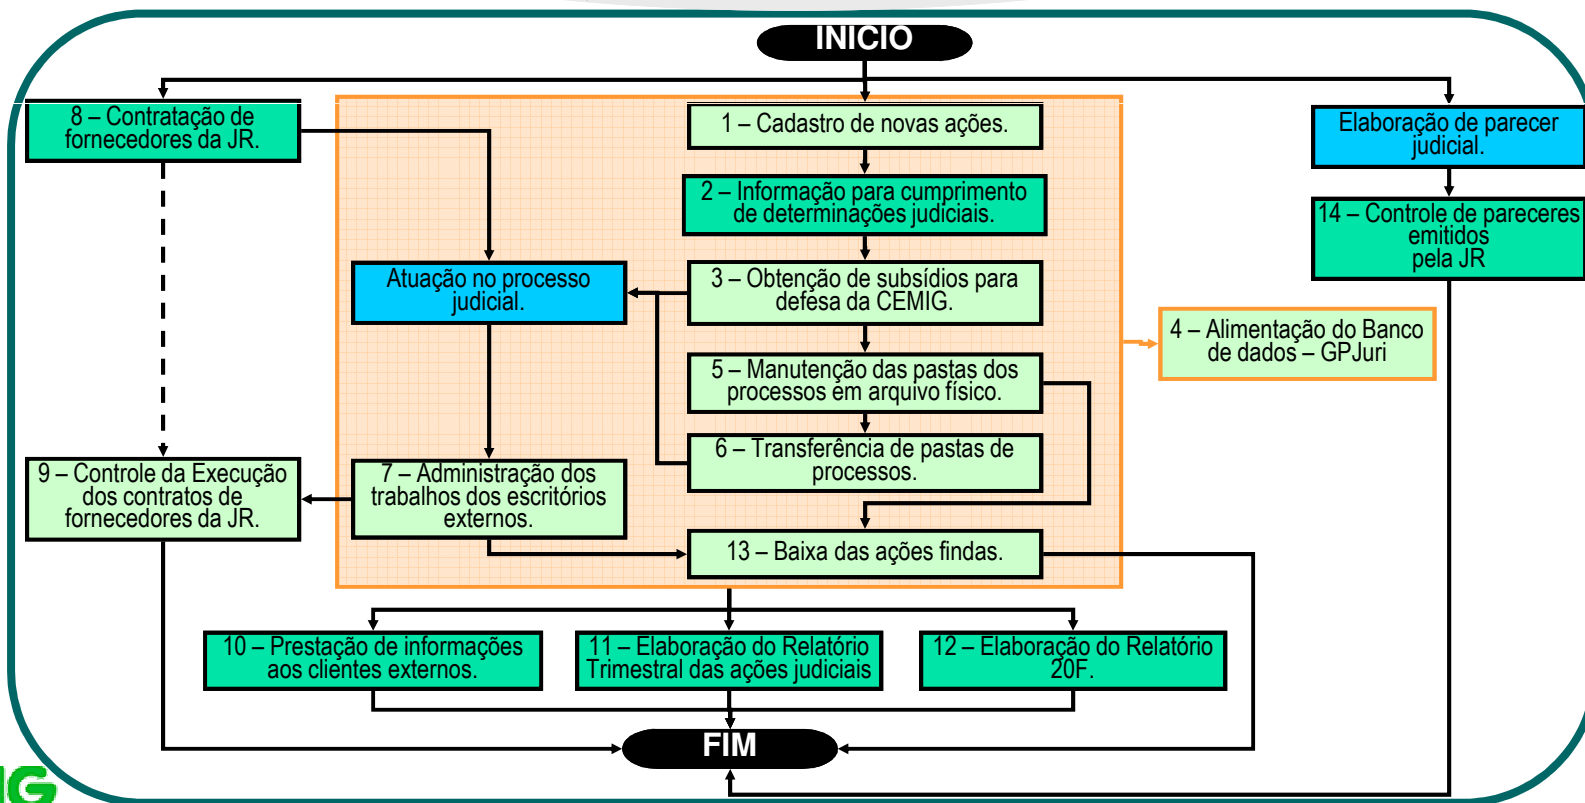 INICIO
8 – Contratação de
fornecedores da JR.
1 – Cadastro de novas ações.
Elaboração de parecer
judicial.
2 – Informação para cumprimento
de determinações judiciais.
14 – Controle de pareceres
emitidos
pela JR
Atuação no processo
judicial.
3 – Obtenção de subsídios para
defesa da CEMIG.
4 – Alimentação do Banco
de dados – GPJuri
5 – Manutenção das pastas dos
processos em arquivo físico.
6 – Transferência de pastas de
processos.
9 – Controle da Execução
dos contratos de
fornecedores da JR.
7 – Administração dos
trabalhos dos escritórios
externos.
13 – Baixa das ações findas.
10 – Prestação de informações
aos clientes externos.
11 – Elaboração do Relatório
Trimestral das ações judiciais
12 – Elaboração do Relatório
20F.
FIM